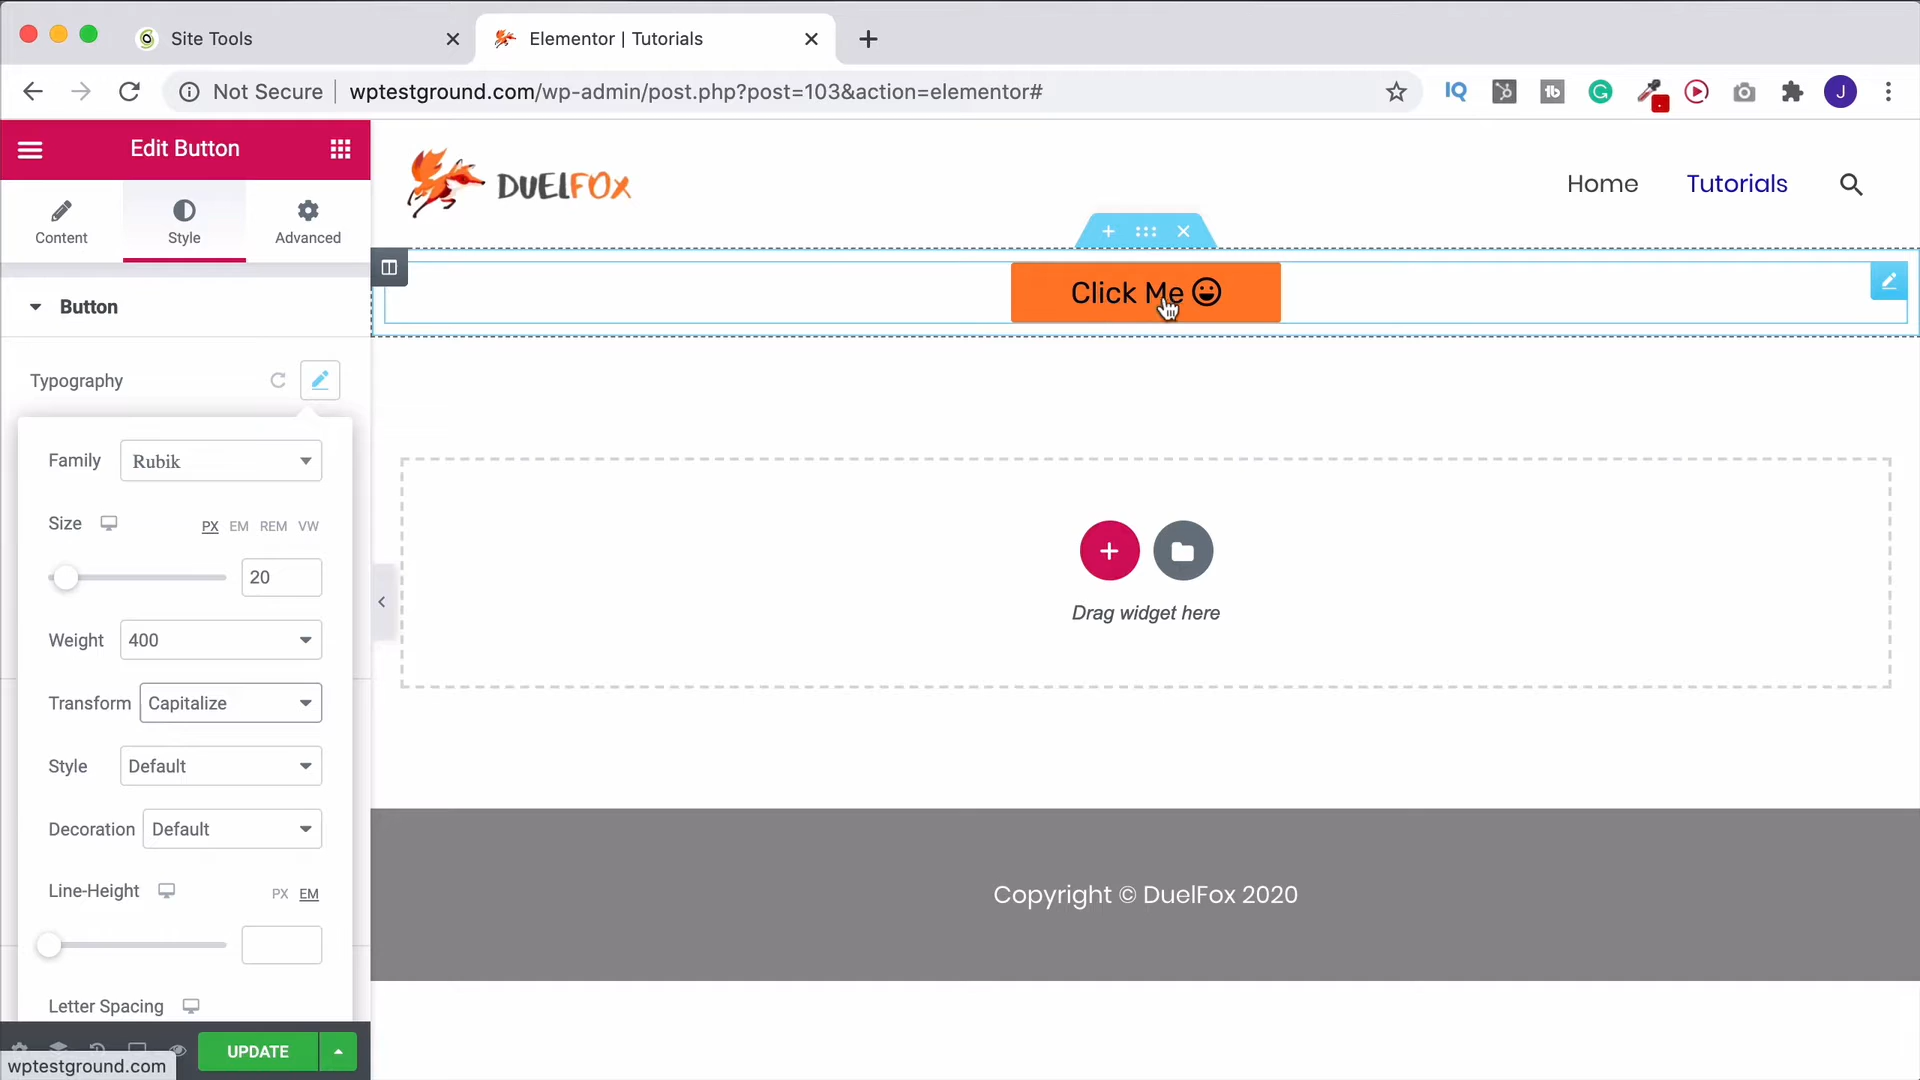 Site Tools
Elementor | Tutorials
Not Secure
wptestground.com/wp-admin/post.php?post=103&action=elementor#
IQ
J
Edit Button
Content
Style
Advanced
DUELFOX
Home
Tutorials
Click Me
Button
Typography
Family
Rubik
Size
PX
EM
REM
VW
20
Weight
400
Transform
Capitalize
Style
Default
Decoration
Default
Line-Height
PX
EM
Letter Spacing
Drag widget here
Copyright © DuelFox 2020
UPDATE
wptestground.com